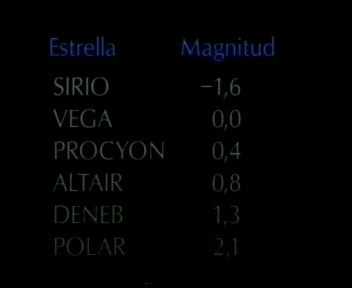 Estrella Magnitud
SIRIO −1,6
VEGA 0,0
PROCYON 0,4
ALTAIR 0,8
DENEB 1,3
POLAR 2,1